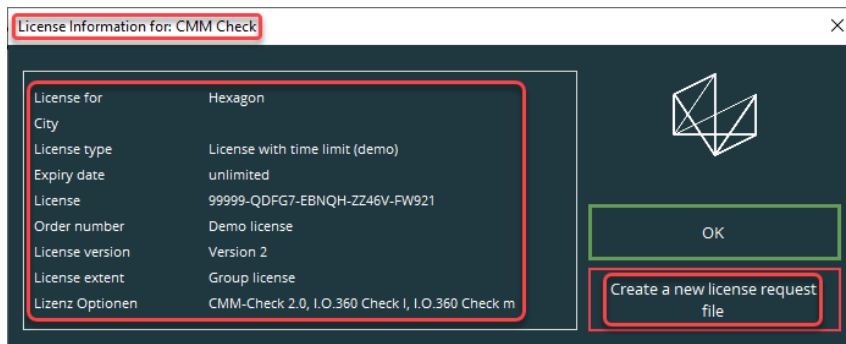 License Information for: CMM Check
License for Hexagon
City
License type License with time limit (demo)
Expiry date unlimited
License 99999-QDFG7-EBNQH-ZZ46V-FW921
Order number Demo license
License version Version 2
License extent Group license
Lizenz Optionen CMM-Check 2.0, I.O.360 Check I, I.O.360 Check m
OK
Create a new license request
file